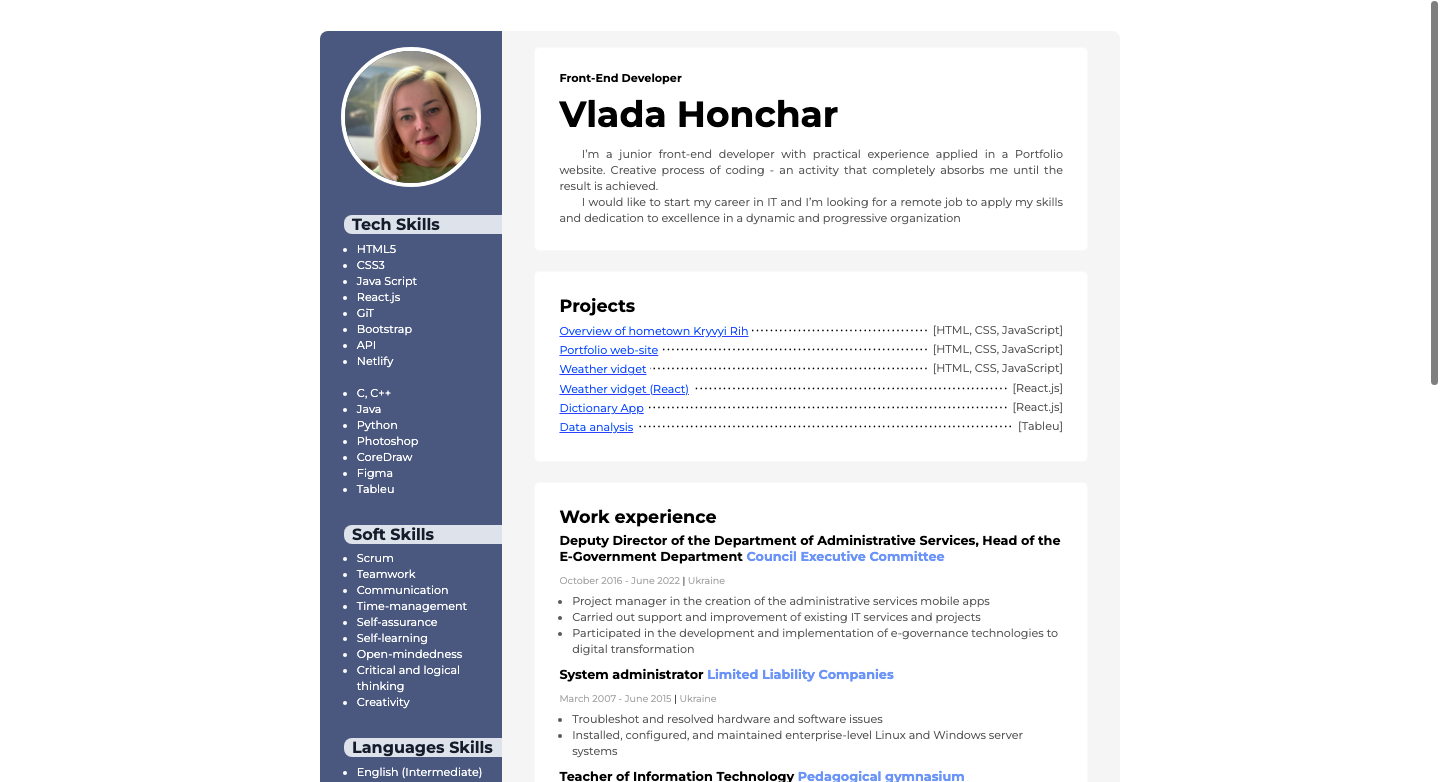 Tech Skills
HTML5
CSS3
Java Script
React.js
GiT
Bootstrap
API
Netlify
C, C++
Java
Python
Photoshop
CoreDraw
Figma
Tableu
Soft Skills
Scrum
Teamwork
Communication
Time-management
Self-assurance
Self-learning
Open-mindedness
Critical and logical
thinking
Creativity
Languages Skills
English (Intermediate)
Front-End Developer
Vlada Honchar
I'm a junior front-end developer with practical experience applied in a Portfolio
website. Creative process of coding - an activity that completely absorbs me until the
result is achieved.
I would like to start my career in IT and I'm looking for a remote job to apply my skills
and dedication to excellence in a dynamic and progressive organization
Projects
Overview of hometown Kryvyi Rih [HTML, CSS, JavaScript]
Portfolio web-site [HTML, CSS, JavaScript]
Weather vidget [HTML, CSS, JavaScript]
Weather vidget (React) [React.js]
Dictionary App [React.js]
Data analysis [Tableu]
Work experience
Deputy Director of the Department of Administrative Services, Head of the
E-Government Department Council Executive Committee
October 2016 - June 2022 | Ukraine
Project manager in the creation of the administrative services mobile apps
Carried out support and improvement of existing IT services and projects
Participated in the development and implementation of e-governance technologies to
digital transformation
System administrator Limited Liability Companies
March 2007 - June 2015 | Ukraine
Troubleshot and resolved hardware and software issues
Installed, configured, and maintained enterprise-level Linux and Windows server
systems
Teacher of Information Technology Pedagogical gymnasium